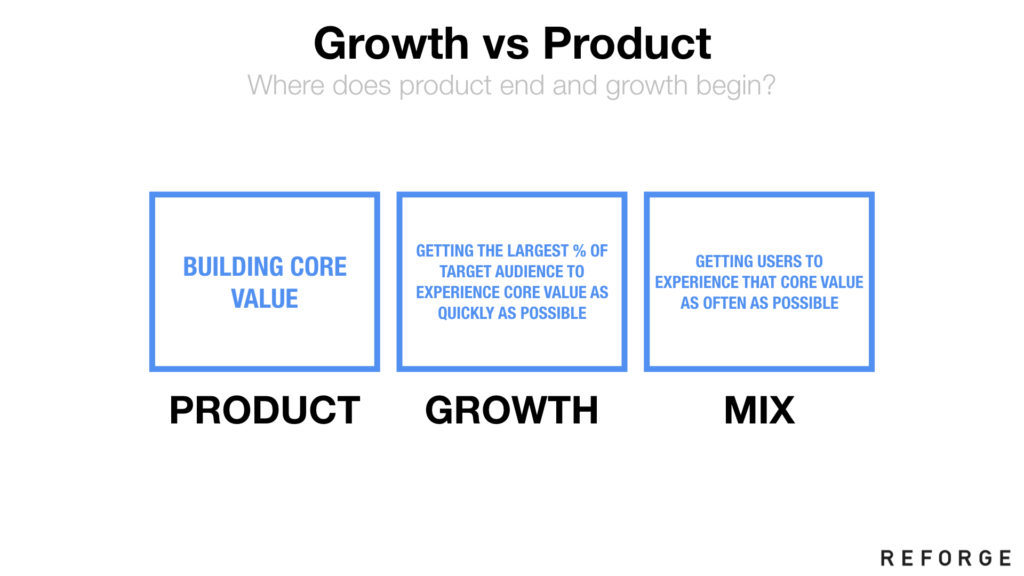 Growth vs Product
Where does product end and growth begin?
BUILDING CORE
VALUE
GETTING THE LARGEST % OF
TARGET AUDIENCE TO
EXPERIENCE CORE VALUE AS
QUICKLY AS POSSIBLE
GETTING USERS TO
EXPERIENCE THAT CORE VALUE
AS OFTEN AS POSSIBLE
PRODUCT
GROWTH
MIX
REFORGE